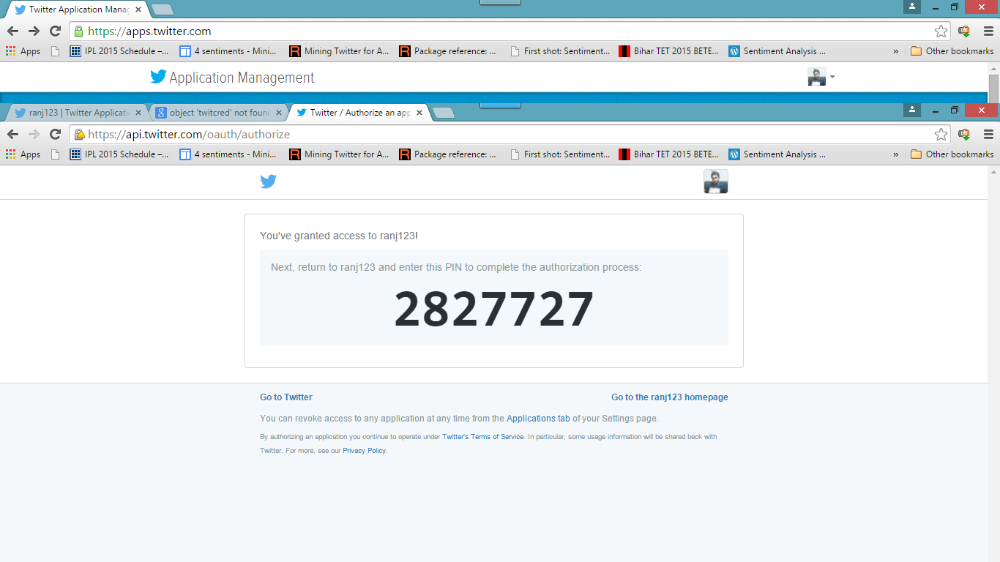 Twitter Application Manag
https://apps.twitter.com
Apps IPL 2015 Schedule –... 4 sentiments - Mini... Mining Twitter for A... Package reference: ... First shot: Sentiment... Bihar TET 2015 BETE... Sentiment Analysis ... » Other bookmarks
Application Management
ranj123 | Twitter Applicati object 'twitcred' not found Twitter / Authorize an app
https://api.twitter.com/oauth/authorize
Apps IPL 2015 Schedule –... 4 sentiments - Mini... Mining Twitter for A... Package reference: ... First shot: Sentiment... Bihar TET 2015 BETE... Sentiment Analysis ... » Other bookmarks
You've granted access to ranj123!
Next, return to ranj123 and enter this PIN to complete the authorization process:
2827727
Go to Twitter Go to the ranj123 homepage
You can revoke access to any application at any time from the Applications tab of your Settings page.
By authorizing an application you continue to operate under Twitter's Terms of Service. In particular, some usage information will be shared back with
Twitter. For more, see our Privacy Policy.